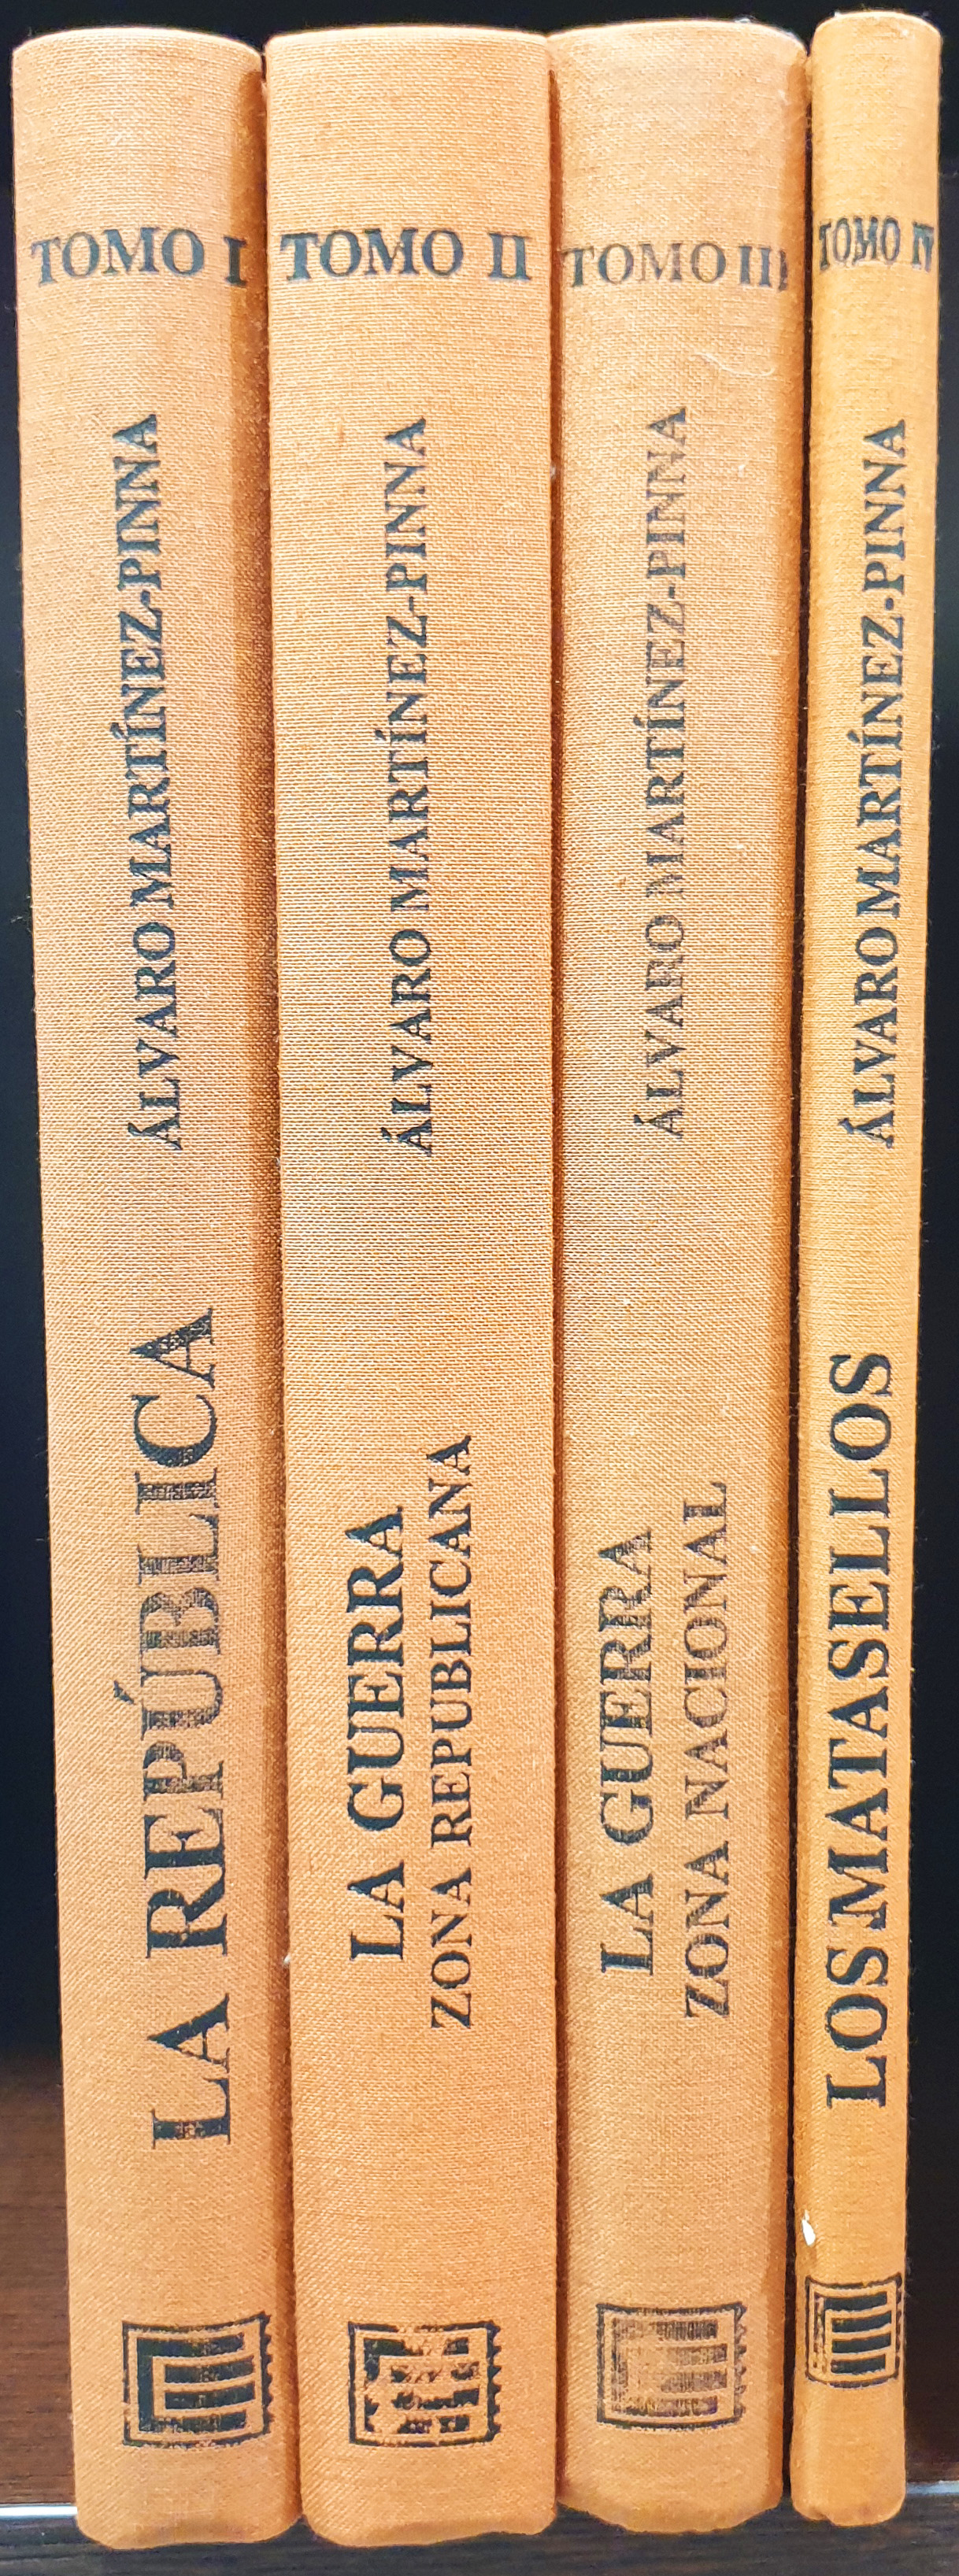 TOMO I
ÁLVARO MARTÍNEZ-PINNA
LA REPÚBLICA
TOMO II
ÁLVARO MARTÍNEZ-PINNA
LA GUERRA
ZONA REPUBLICANA
TOMO III
ÁLVARO MARTÍNEZ-PINNA
LA GUERRA
ZONA NACIONAL
TOMO IV
ÁLVARO MARTÍNEZ-PINNA
LOS MATASELLOS